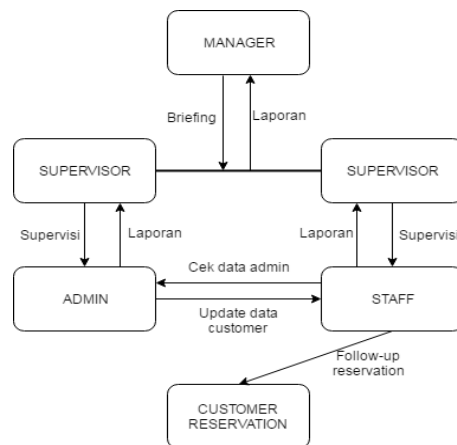 MANAGER
Briefing
Laporan
SUPERVISOR
SUPERVISOR
Supervisi
Laporan
Laporan
Supervisi
Cek data admin
ADMIN
STAFF
Update data
customer
Follow-up
reservation
CUSTOMER
RESERVATION